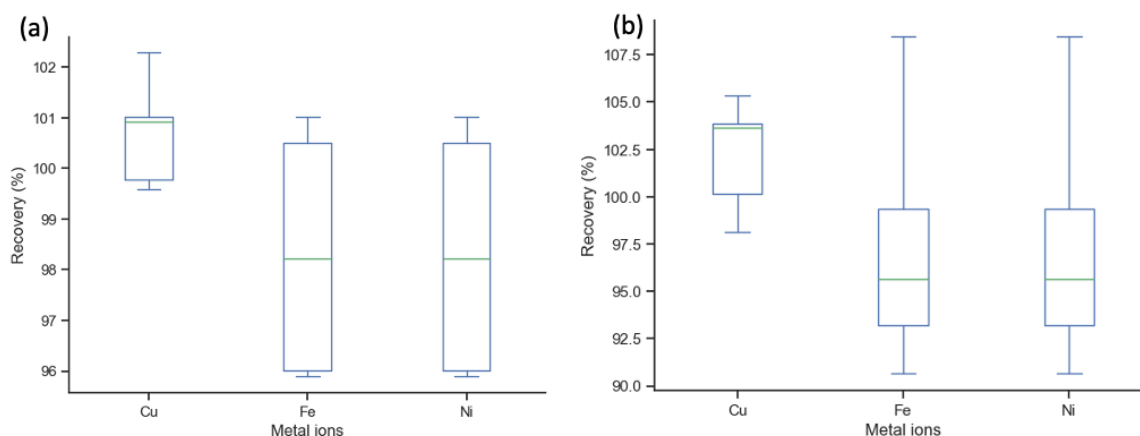 (a)
Recovery (%)
102
101
100
99
98
97
96
Cu Fe Ni
Metal ions
(b)
Recovery (%)
107.5
105.0
102.5
100.0
97.5
95.0
92.5
90.0
Cu Fe Ni
Metal ions